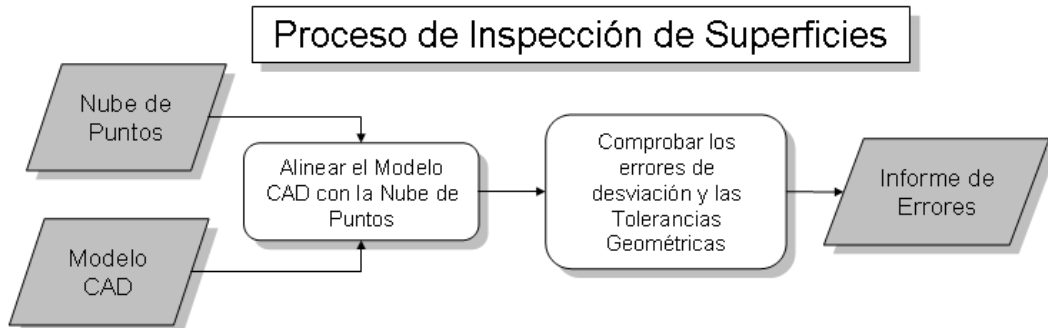 Proceso de Inspección de Superficies
Nube de
Puntos
Alinear el Modelo
CAD con la Nube de
Puntos
Modelo
CAD
Comprobar los
errores de
desviación y las
Tolerancias
Geométricas
Informe de
Errores